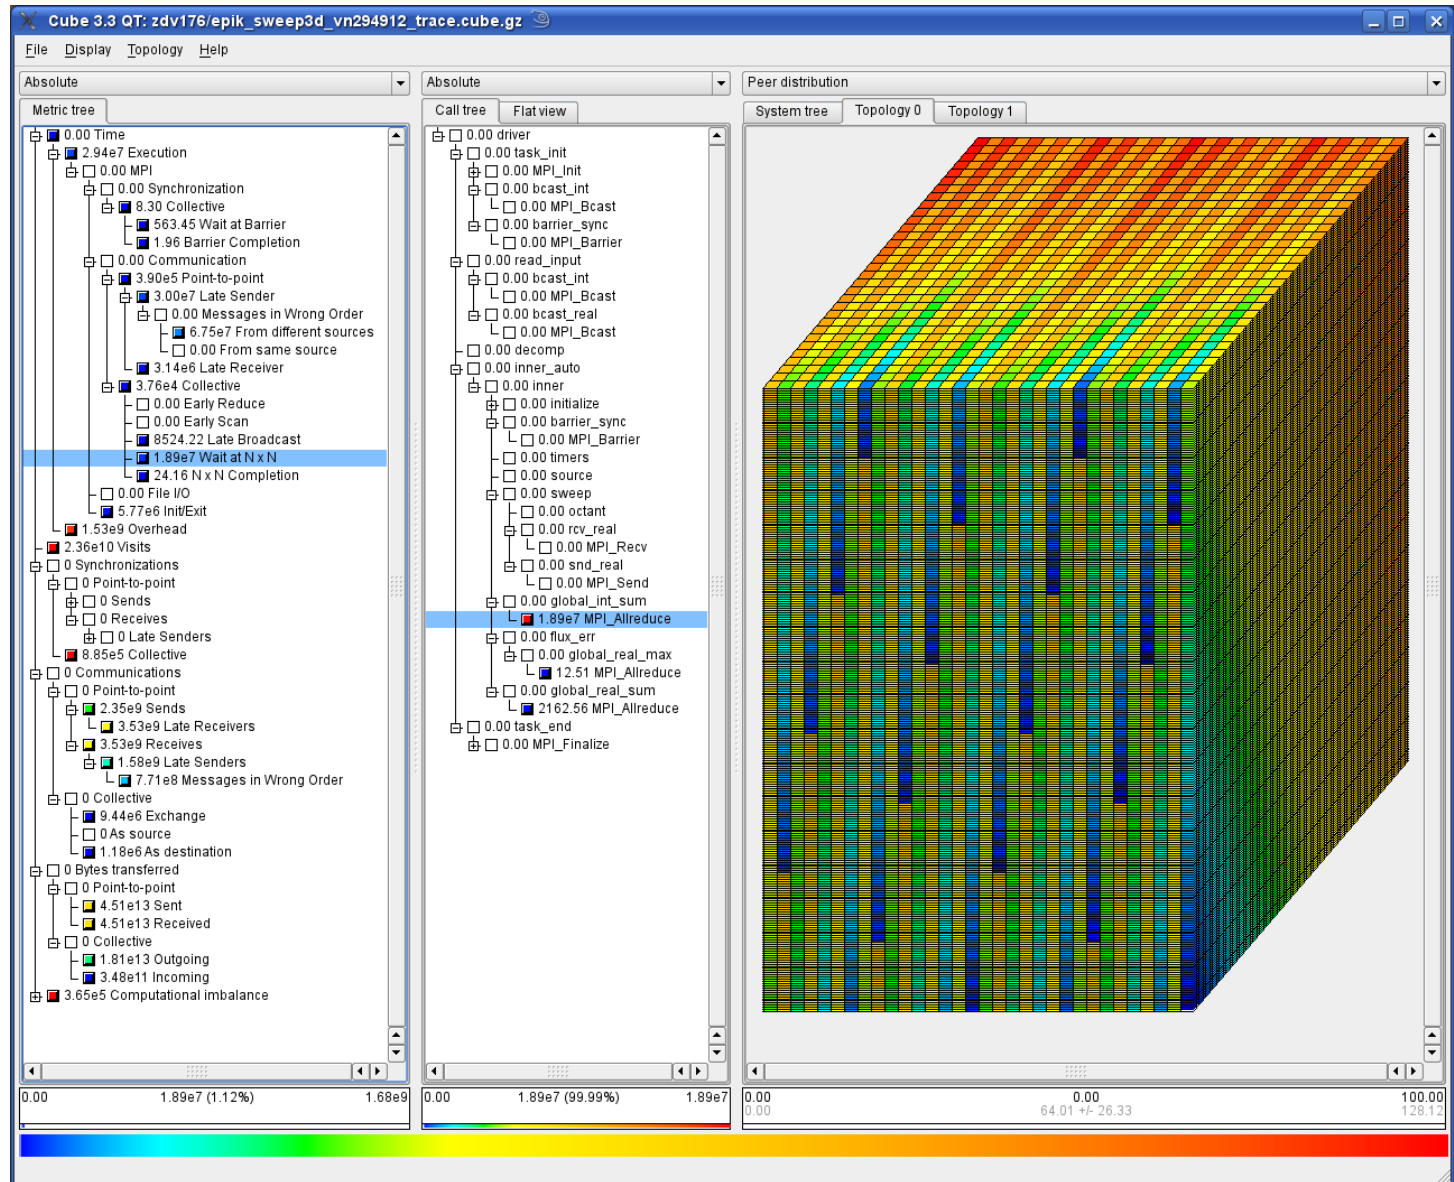 Cube 3.3 QT: zdv176/epik_sweep3d_vn294912_trace.cube.gz
File Display Topology Help
Absolute
Metric tree
0.00 Time
2.94e7 Execution
0.00 MPI
0.00 Synchronization
8.30 Collective
563.45 Wait at Barrier
1.96 Barrier Completion
0.00 Communication
3.90e5 Point-to-point
3.00e7 Late Sender
0.00 Messages in Wrong Order
6.75e7 From different sources
0.00 From same source
3.14e6 Late Receiver
3.76e4 Collective
0.00 Early Reduce
0.00 Early Scan
8524.22 Late Broadcast
1.89e7 Wait at N x N
24.16 N x N Completion
0.00 File I/O
5.77e6 Init/Exit
1.53e9 Overhead
2.36e10 Visits
0 Synchronizations
0 Point-to-point
0 Sends
0 Receives
0 Late Senders
8.85e5 Collective
0 Communications
0 Point-to-point
2.35e9 Sends
3.53e9 Late Receivers
3.53e9 Receives
1.58e9 Late Senders
7.71e8 Messages in Wrong Order
0 Collective
9.44e6 Exchange
0 As source
1.18e6 As destination
0 Bytes transferred
0 Point-to-point
4.51e13 Sent
4.51e13 Received
0 Collective
1.81e13 Outgoing
3.48e11 Incoming
3.65e5 Computational imbalance
0.00 1.89e7 (1.12%) 1.68e9
Absolute
Call tree Flat view
0.00 driver
0.00 task_init
0.00 MPI_Init
0.00 bcast_int
0.00 MPI_Bcast
0.00 barrier_sync
0.00 MPI_Barrier
0.00 read_input
0.00 bcast_int
0.00 MPI_Bcast
0.00 bcast_real
0.00 MPI_Bcast
0.00 decomp
0.00 inner_auto
0.00 inner
0.00 initialize
0.00 barrier_sync
0.00 MPI_Barrier
0.00 timers
0.00 source
0.00 sweep
0.00 octant
0.00 rcv_real
0.00 MPI_Recv
0.00 snd_real
0.00 MPI_Send
0.00 global_int_sum
1.89e7 MPI_Allreduce
0.00 flux_err
0.00 global_real_max
12.51 MPI_Allreduce
0.00 global_real_sum
2162.56 MPI_Allreduce
0.00 task_end
0.00 MPI_Finalize
0.00 1.89e7 (99.99%) 1.89e7
Peer distribution
System tree Topology 0 Topology 1
0.00 0.00 100.00
0.00 64.01 +/- 26.33 128.12